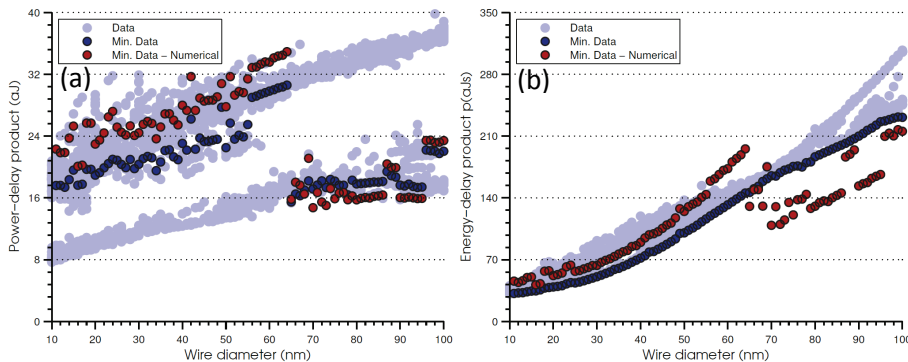 40
32
24
16
8
0
Power-delay product (aJ)
Data
Min. Data
Min. Data – Numerical
(a)
10 20 30 40 50 60 70 80 90 100
Wire diameter (nm)
350
280
210
140
70
0
Energy-delay product p(aJs)
Data
Min. Data
Min. Data – Numerical
(b)
10 20 30 40 50 60 70 80 90 100
Wire diameter (nm)